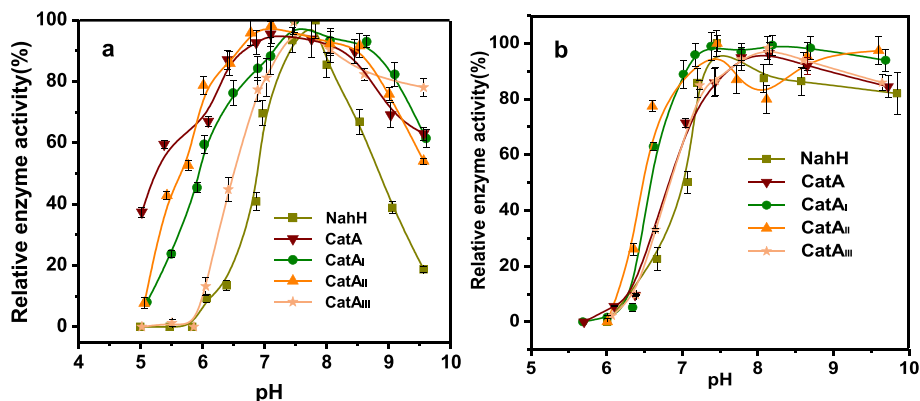 a
Relative enzyme activity(%)
100
80
60
40
20
0
4 5 6 7 8 9 10
pH
NahH
CatA
CatAI
CatAII
CatAIII
b
Relative enzyme activity(%)
100
80
60
40
20
0
5 6 7 8 9 10
pH
NahH
CatA
CatAI
CatAII
CatAIII